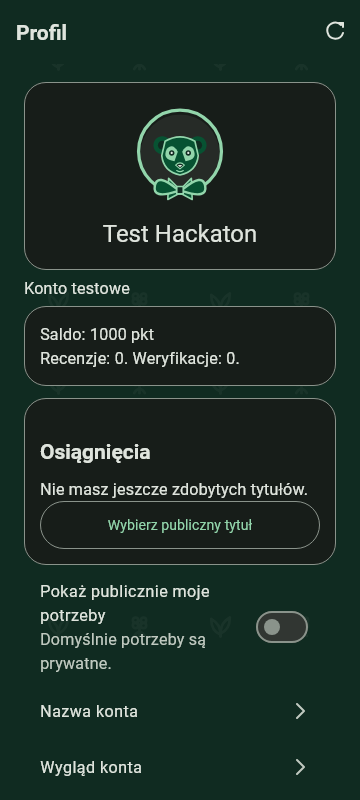 Profil
Test Hackaton
Konto testowe
Saldo: 1000 pkt
Recenzje: 0. Weryfikacje: 0.
Osiągnięcia
Nie masz jeszcze zdobytych tytułów.
Wybierz publiczny tytuł
Pokaż publicznie moje
potrzeby
Domyślnie potrzeby są
prywatne.
Nazwa konta
Wygląd konta